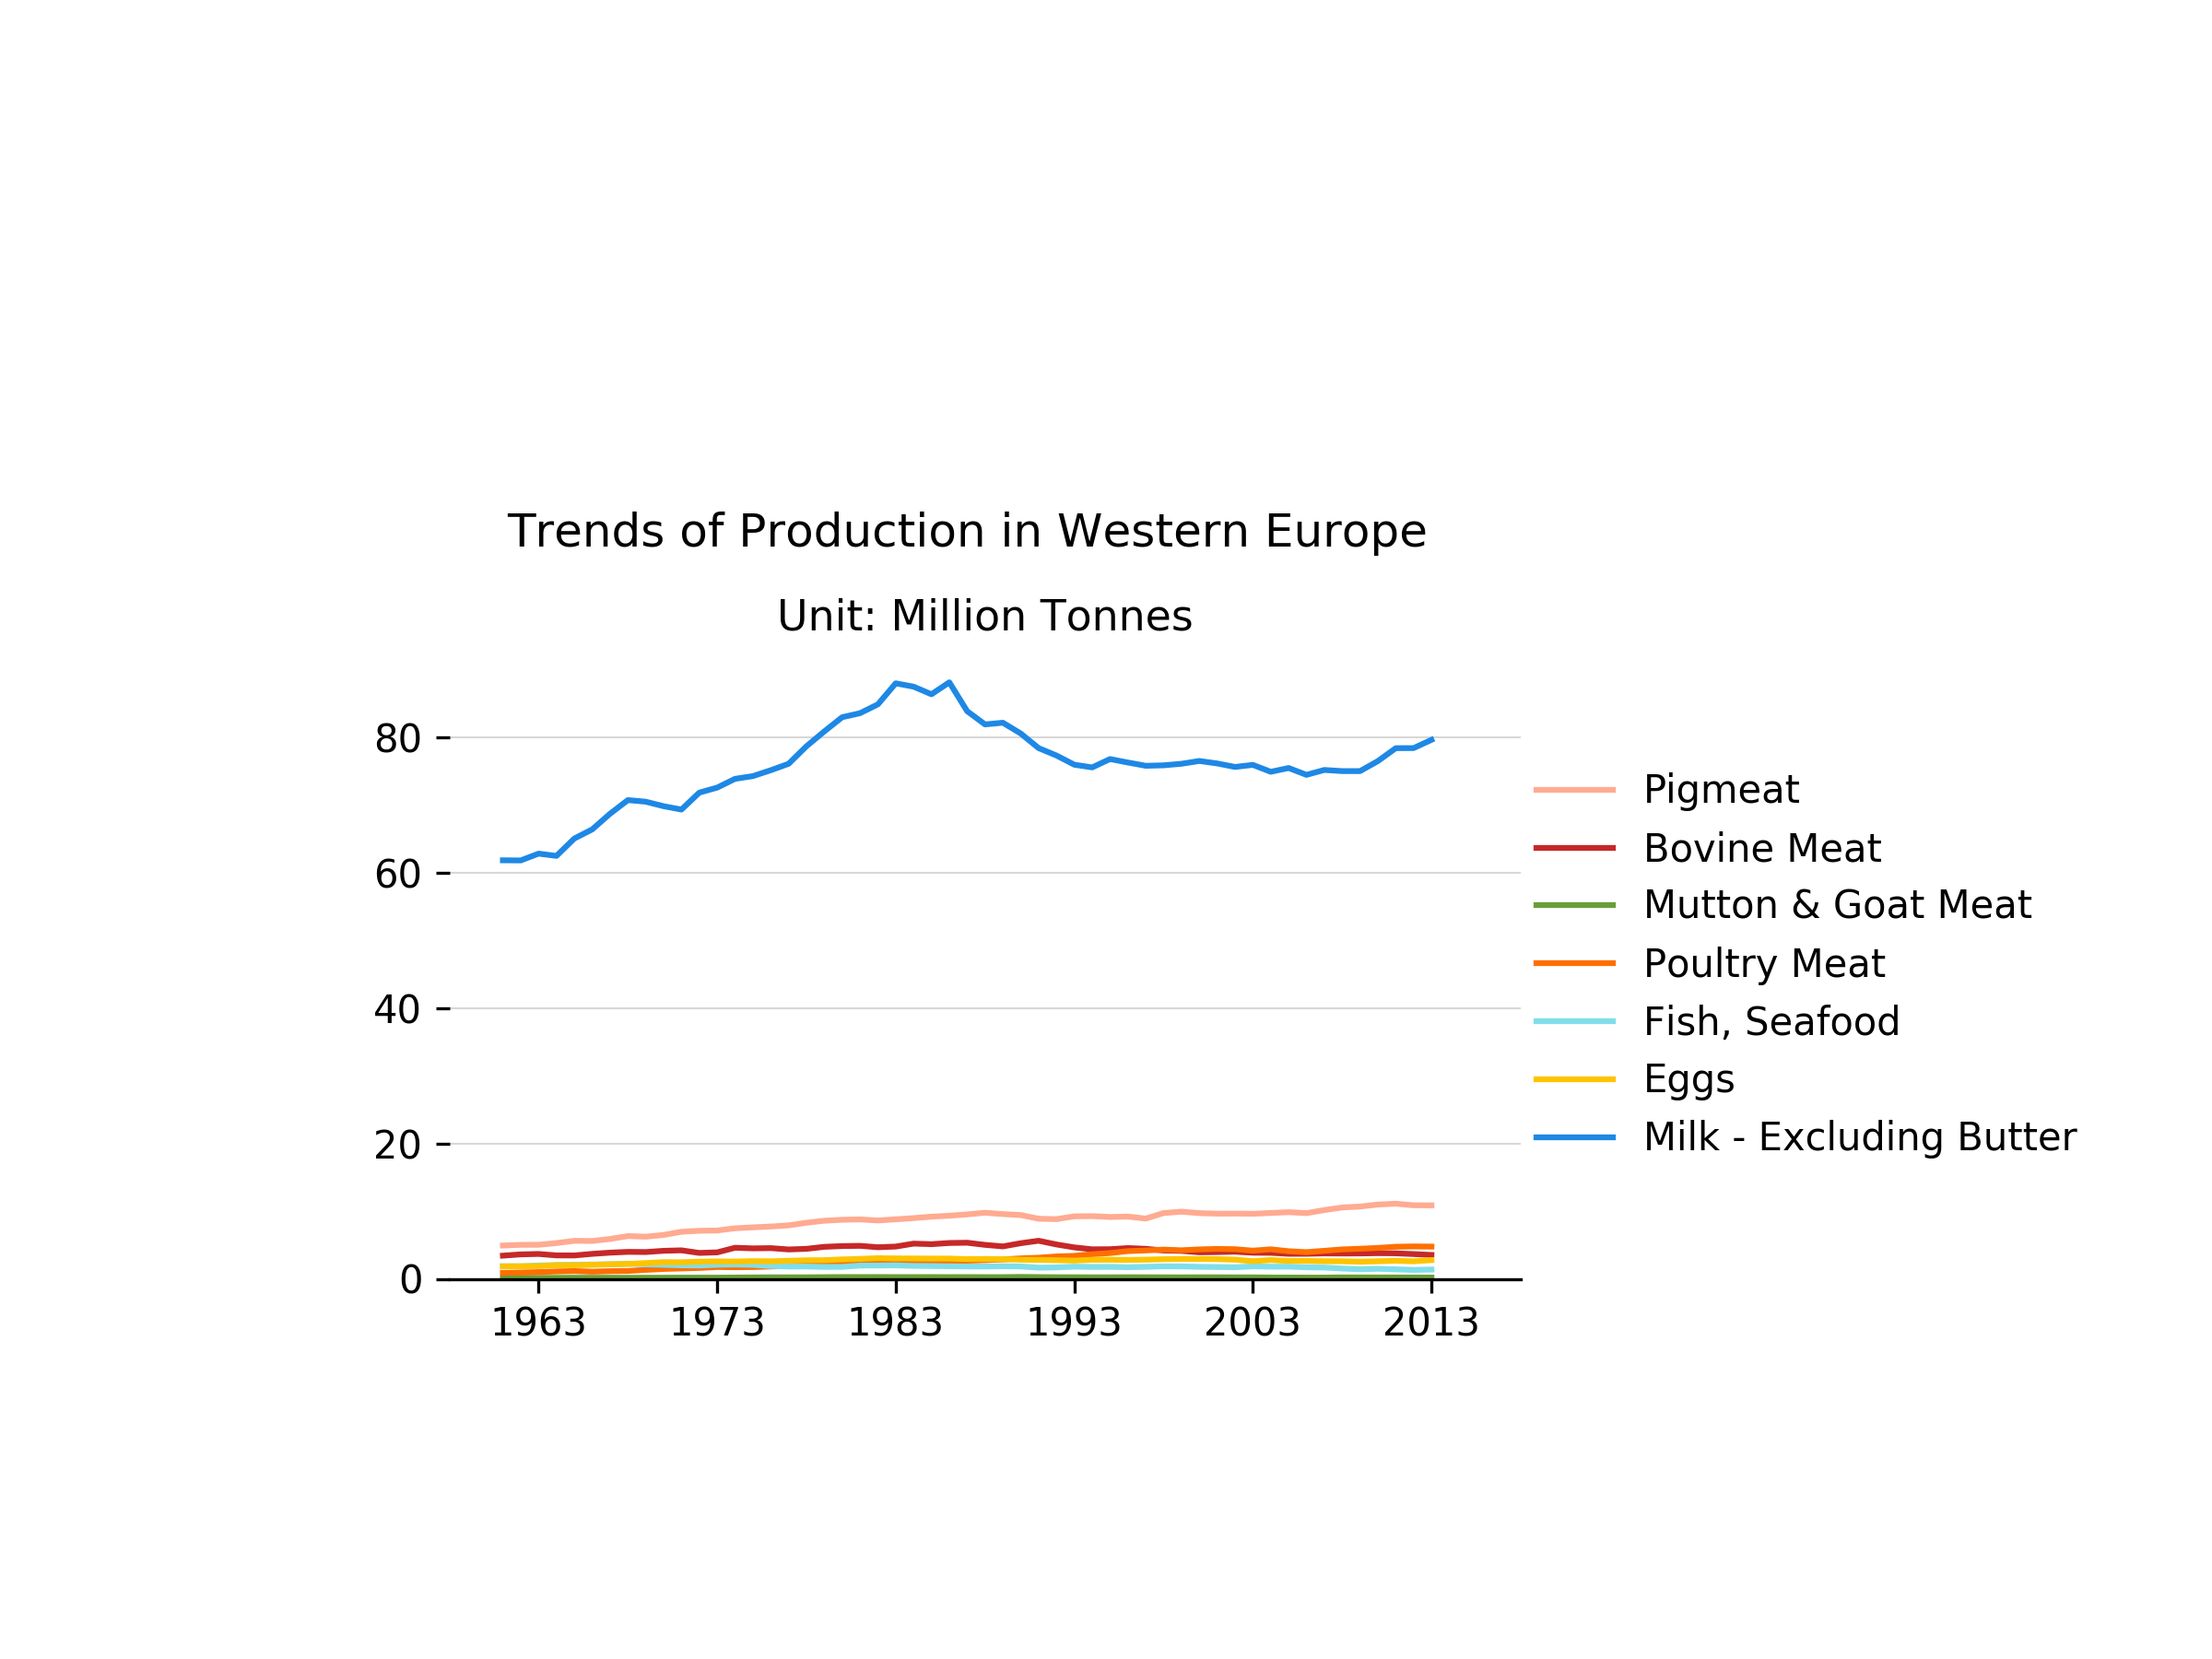 Trends of Production in Western Europe
Unit: Million Tonnes
80
60
40
20
0
1963 1973 1983 1993 2003 2013
Pigmeat
Bovine Meat
Mutton & Goat Meat
Poultry Meat
Fish, Seafood
Eggs
Milk - Excluding Butter